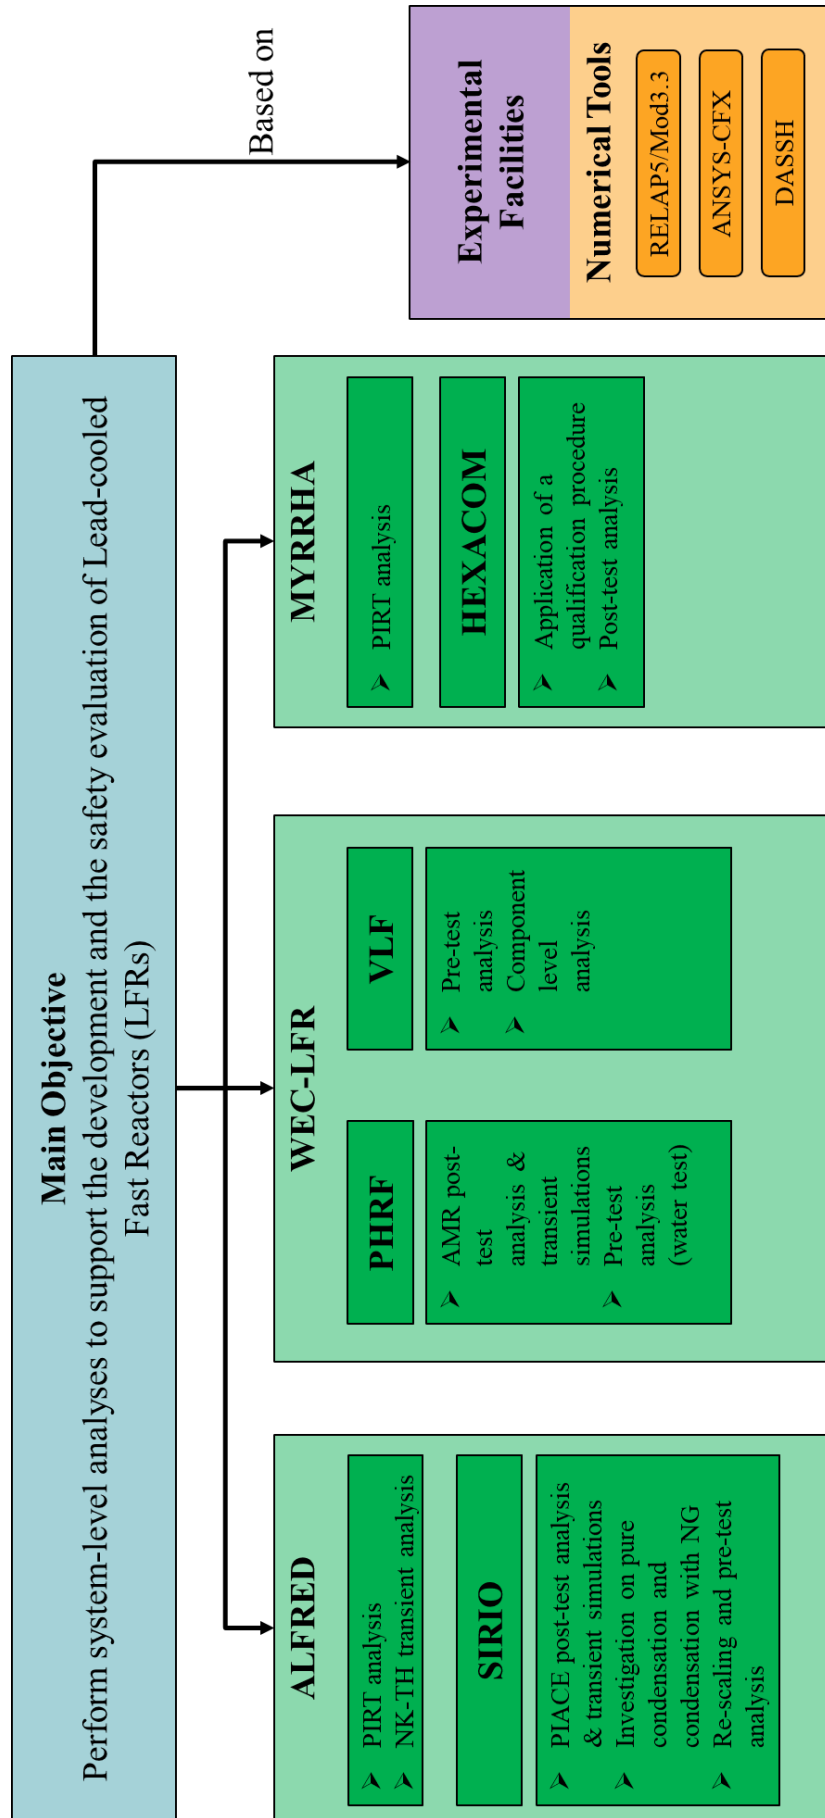 Main Objective
Perform system-level analyses to support the development and the safety evaluation of Lead-cooled
Fast Reactors (LFRs)
Based on
ALFRED
➢ PIRT analysis
➢ NK-TH transient analysis
SIRIO
➢ PIACE post-test analysis
& transient simulations
➢ Investigation on pure
condensation and
condensation with NG
➢ Re-scaling and pre-test
analysis
WEC-LFR
PHRF
➢ AMR post-
test
analysis &
transient
simulations
➢ Pre-test
analysis
(water test)
VLF
➢ Pre-test
analysis
➢ Component
level
analysis
MYRRHA
➢ PIRT analysis
HEXACOM
➢ Application of a
qualification procedure
➢ Post-test analysis
Experimental
Facilities
Numerical Tools
RELAP5/Mod3.3
ANSYS-CFX
DASSH